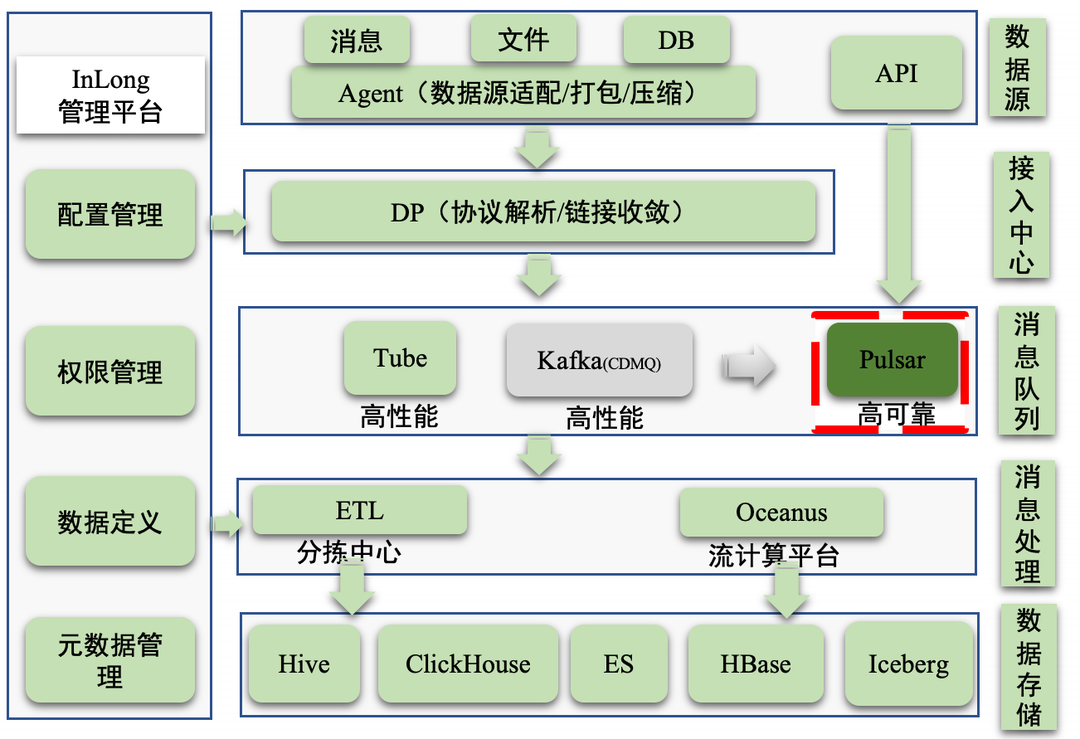 InLong
管理平台
配置管理
权限管理
数据定义
元数据管
理
消息
文件
DB
Agent（数据源适配/打包/压缩）
API
数
据
源
DP（协议解析/链接收敛）
接
入
中
心
Tube
高性能
Kafka(CDMQ)
高性能
Pulsar
高可靠
消
息
队
列
ETL
分拣中心
Oceanus
流计算平台
消
息
处
理
Hive
ClickHouse
ES
HBase
Iceberg
数
据
存
储